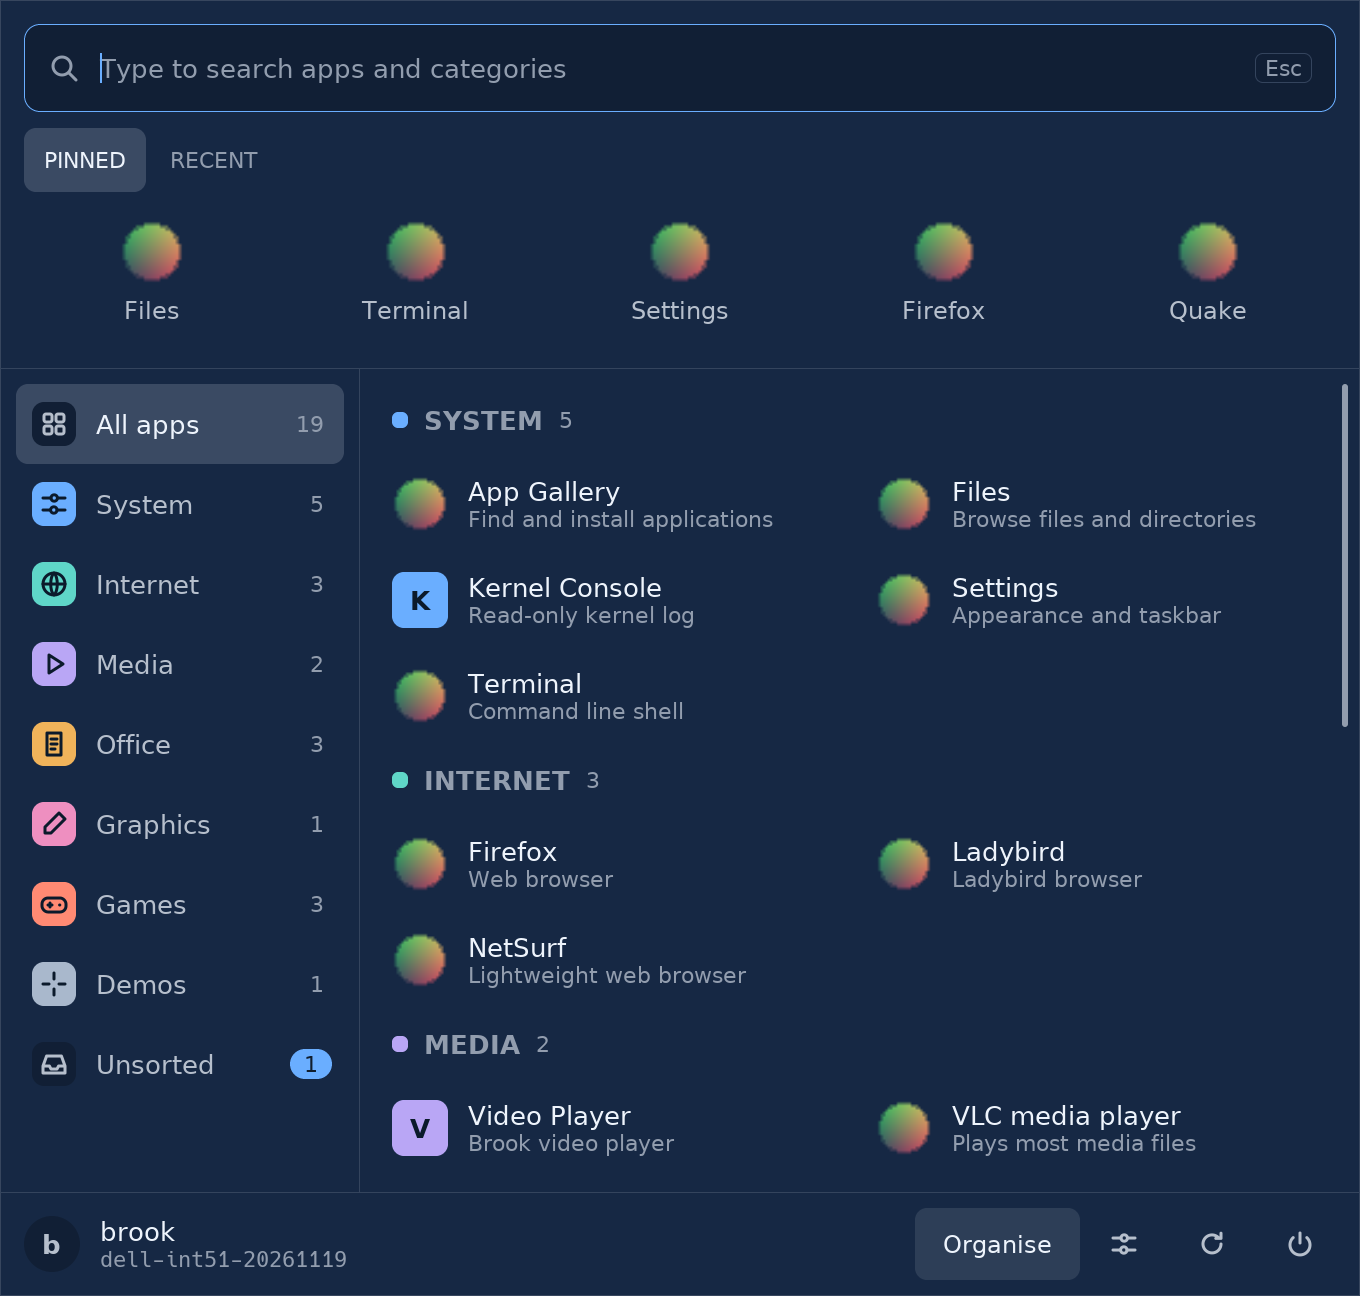 Type to search apps and categories
Esc
PINNED
RECENT
Files
Terminal
Settings
Firefox
Quake
All apps 19
System 5
Internet 3
Media 2
Office 3
Graphics 1
Games 3
Demos 1
Unsorted 1
SYSTEM 5
App Gallery
Find and install applications
Files
Browse files and directories
K
Kernel Console
Read-only kernel log
Settings
Appearance and taskbar
Terminal
Command line shell
INTERNET 3
Firefox
Web browser
Ladybird
Ladybird browser
NetSurf
Lightweight web browser
MEDIA 2
V
Video Player
Brook video player
VLC media player
Plays most media files
b
brook
dell-int51-20261119
Organise